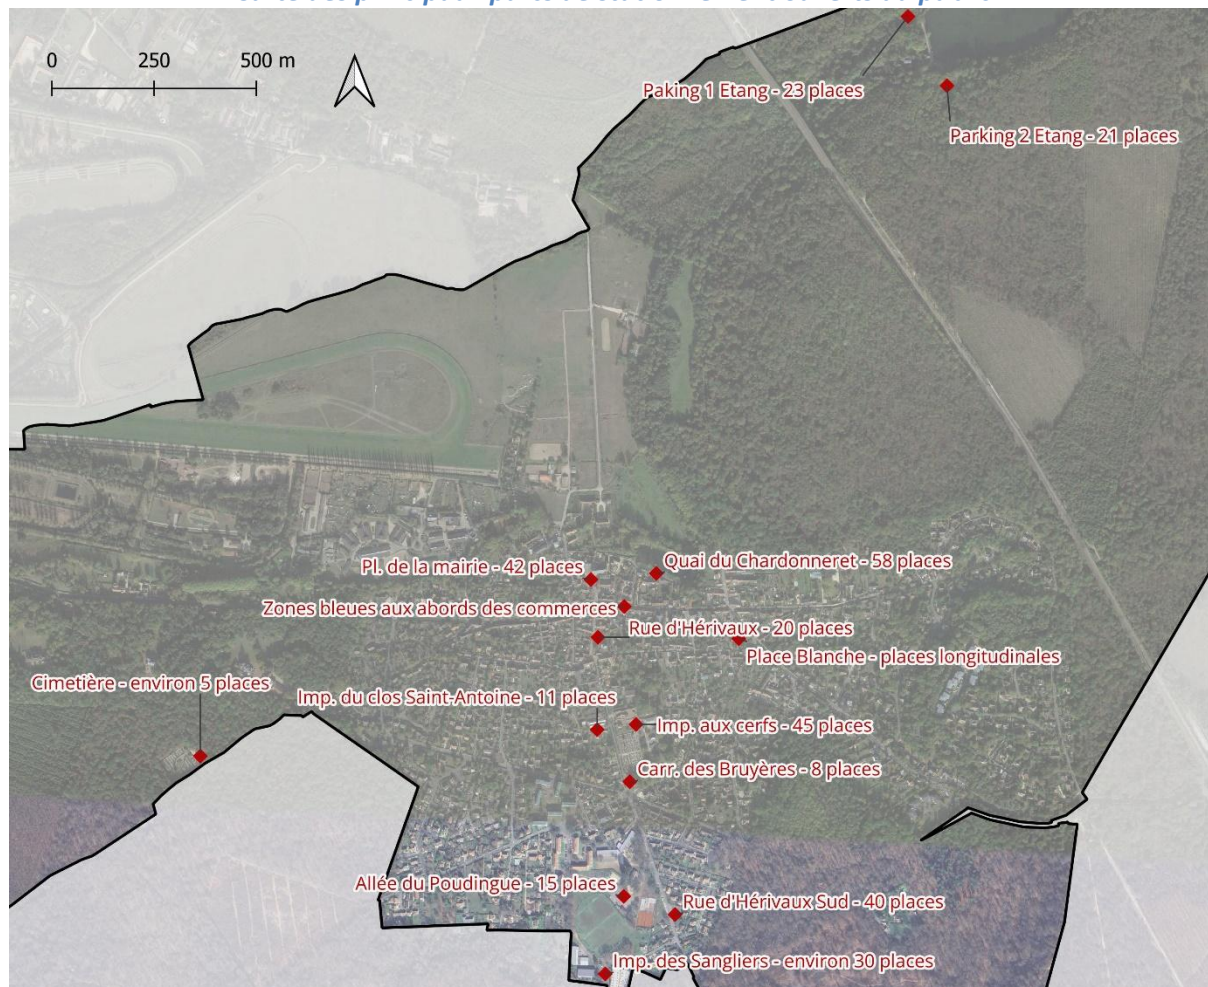 0 250 500 m
Paking 1 Etang - 23 places
Parking 2 Etang - 21 places
Quai du Chardonneret - 58 places
Pl. de la mairie - 42 places
Zones bleues aux abords des commerces
Rue d'Hérivaux - 20 places
Place Blanche - places longitudinales
Cimetière - environ 5 places
Imp. du clos Saint-Antoine - 11 places
Imp. aux cerfs - 45 places
Carr. des Bruyères - 8 places
Allée du Poudingue - 15 places
Rue d'Hérivaux Sud - 40 places
Imp. des Sangliers - environ 30 places